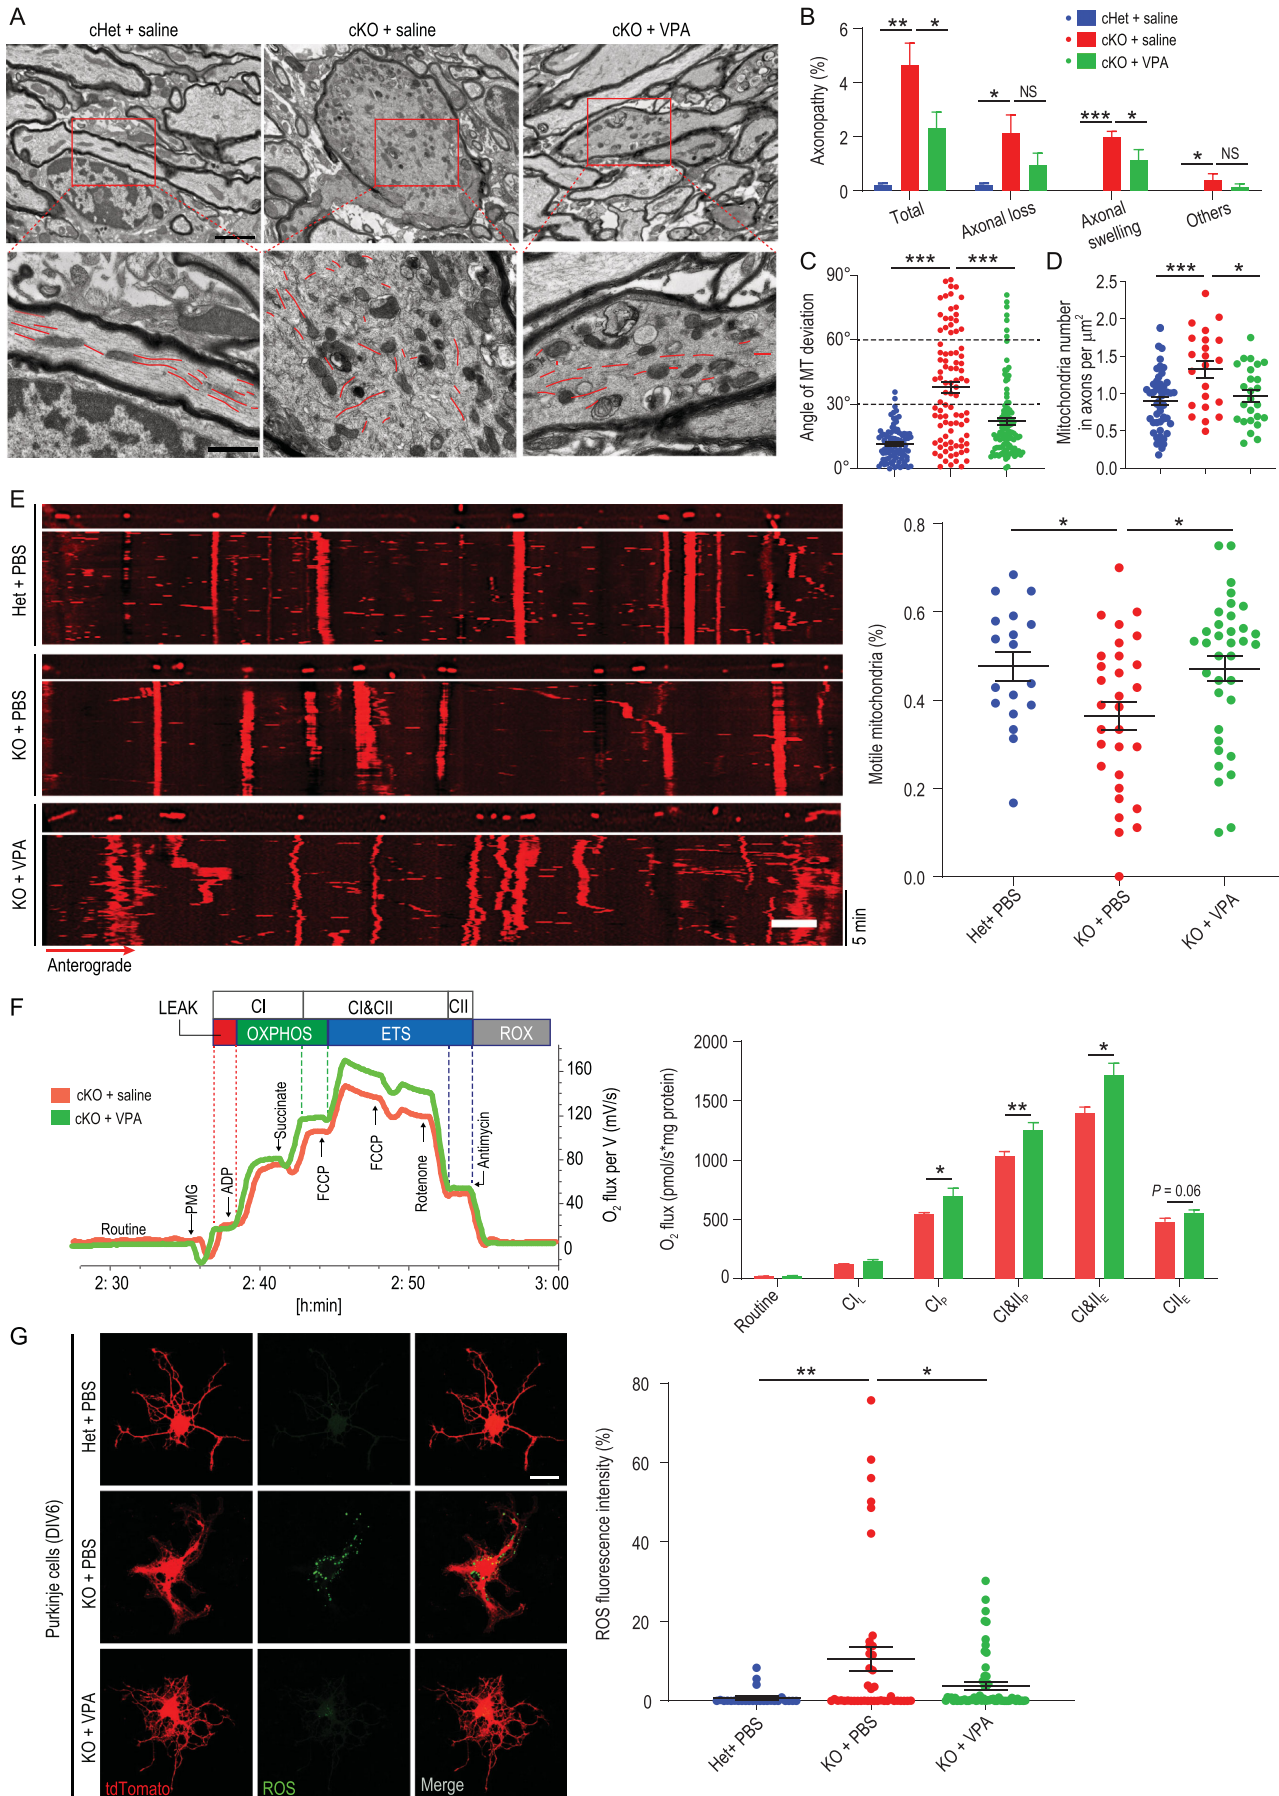 A
cHet + saline
cKO + saline
cKO + VPA
B
cHet + saline
cKO + saline
cKO + VPA
Axonopathy (%)
6
4
2
0
** *
* NS
*** *
* NS
Total
Axonal loss
Axonal swelling
Others
C
Angle of MT deviation
90°
60°
30°
0°
*** ***
D
Mitochondria number in axons per μm²
2.5
2.0
1.5
1.0
0.5
0.0
*** *
E
Het + PBS
KO + PBS
KO + VPA
Anterograde
5 min
Motile mitochondria (%)
0.8
0.6
0.4
0.2
0.0
* *
Het+ PBS
KO + PBS
KO + VPA
F
LEAK
CI
CI&CII
CII
OXPHOS
ETS
ROX
cKO + saline
cKO + VPA
Routine
PMG
ADP
Succinate
FCCP
FCCP
Rotenone
Antimycin
160
120
80
40
0
O₂ flux per V (mV/s)
2: 30
2: 40
2: 50
3: 00
[h:min]
O₂ flux (pmol/s*mg protein)
2000
1500
1000
500
0
*
**
*
P = 0.06
Routine
CI_L
CI_P
CI&II_P
CI&II_E
CII_E
G
Purkinje cells (DIV6)
Het + PBS
KO + PBS
KO + VPA
tdTomato
ROS
Merge
ROS fluorescence intensity (%)
80
60
40
20
0
** *
Het+ PBS
KO + PBS
KO + VPA